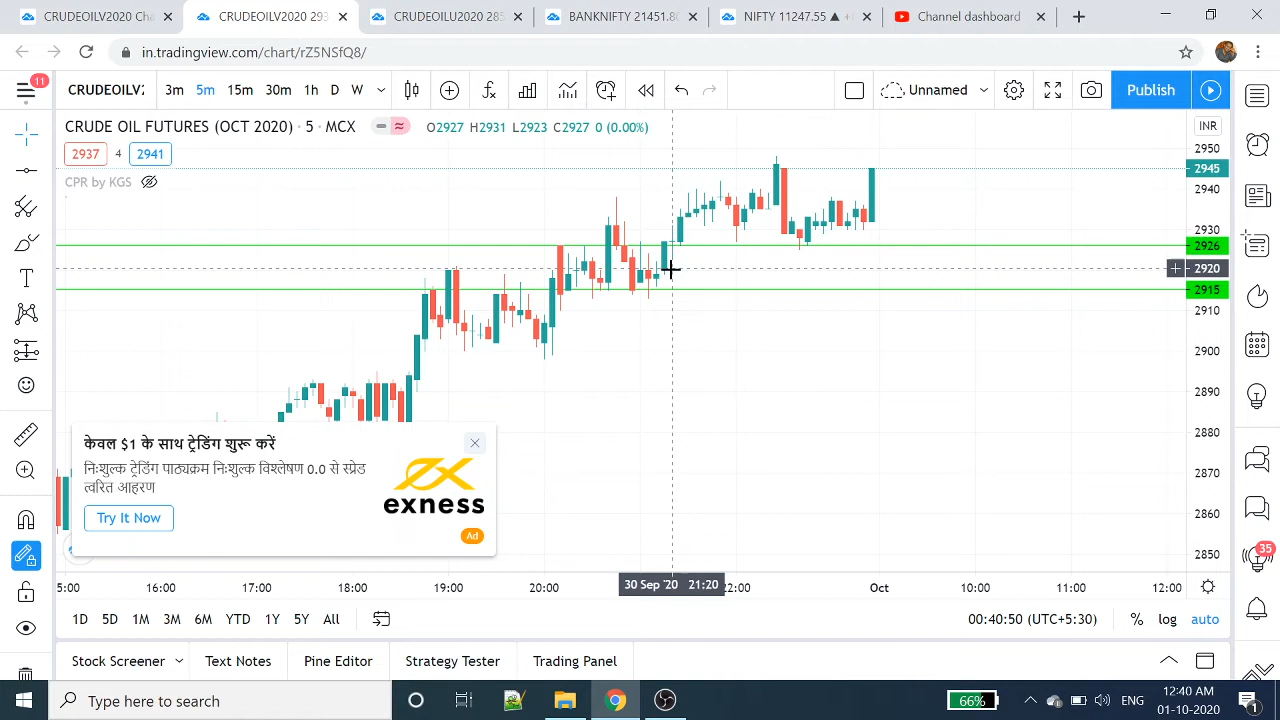 CRUDEOILV2020 Cha
CRUDEOILV2020 293
CRUDEOILU2020 285
BANKNIFTY 11451.80
NIFTY 11247.55 ▲ +
Channel dashboard
in.tradingview.com/chart/rZ5NSfQ8/
11
CRUDEOILV2
3m 5m 15m 30m 1h D W
Unnamed
Publish
CRUDE OIL FUTURES (OCT 2020) · 5 · MCX
O2927 H2931 L2923 C2927 0 (0.00%)
INR
2937 4 2941
CPR by KGS
2950
2945
2940
2930
2926
2920
2915
2910
2900
2890
2880
2870
2860
2850
केवल $1 के साथ ट्रेडिंग शुरू करें
निःशुल्क ट्रेडिंग पाठ्यक्रम निःशुल्क विश्लेषण 0.0 से स्प्रेड
त्वरित आहरण
Try It Now
exness
Ad
35
5:00 16:00 17:00 18:00 19:00 20:00 30 Sep '20 21:20 22:00 Oct 10:00 11:00 12:00
1D 5D 1M 3M 6M YTD 1Y 5Y All
00:40:50 (UTC+5:30) % log auto
Stock Screener Text Notes Pine Editor Strategy Tester Trading Panel
Type here to search
66%
ENG
12:40 AM
01-10-2020
1